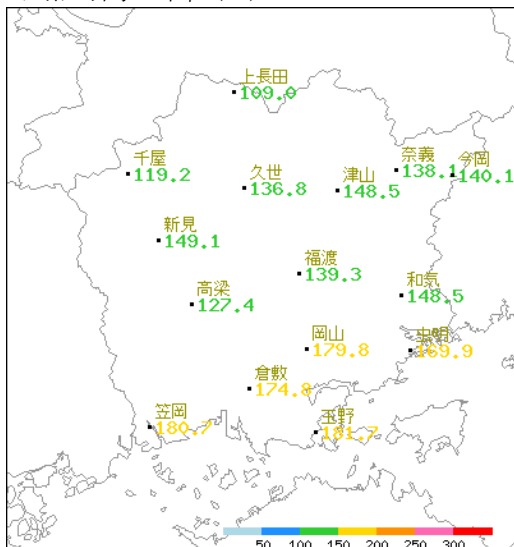 上長田
109.0
千屋
119.2
久世
136.8
津山
148.5
奈義
138.1
今岡
140.1
新見
149.1
福渡
139.3
高梁
127.4
和気
148.5
岡山
179.8
虫明
169.9
倉敷
174.8
笠岡
180.7
玉野
181.7
50 100 150 200 250 300